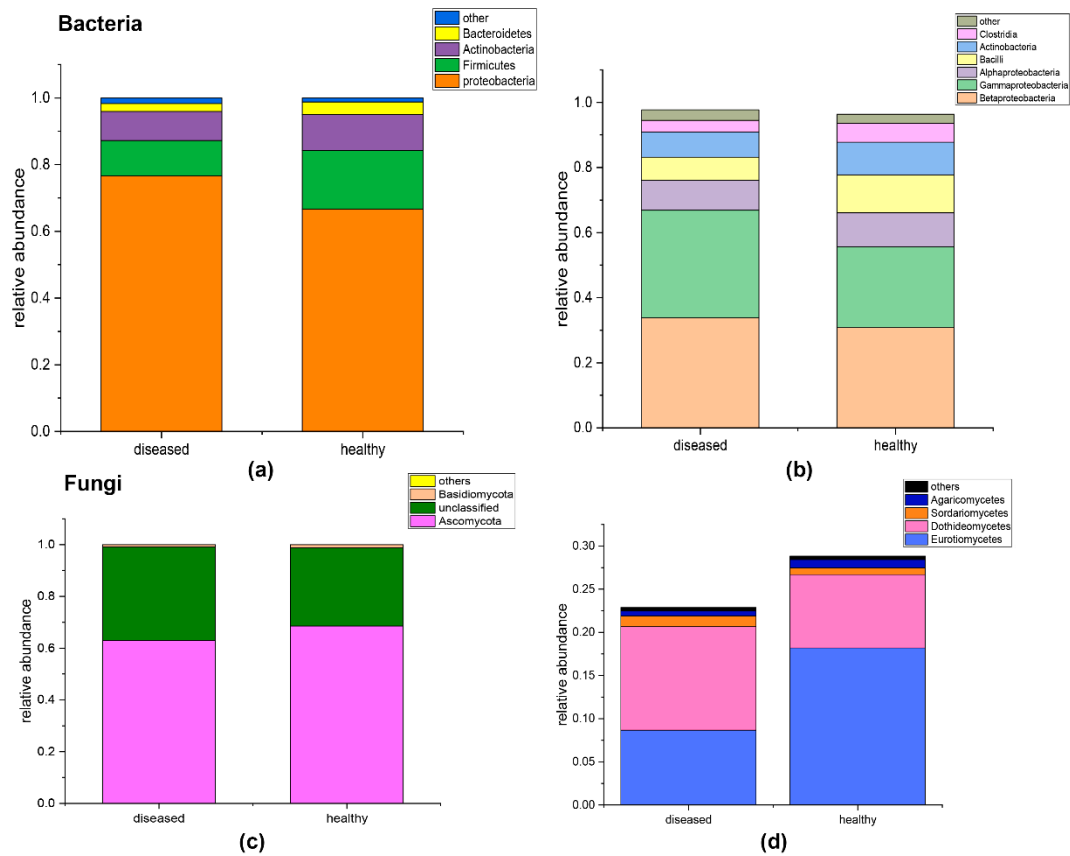 Bacteria
other
Bacteroidetes
Actinobacteria
Firmicutes
proteobacteria
1.0
0.8
0.6
0.4
0.2
0.0
relative abundance
diseased
healthy
(a)
other
Clostridia
Actinobacteria
Bacilli
Alphaproteobacteria
Gammaproteobacteria
Betaproteobacteria
1.0
0.8
0.6
0.4
0.2
0.0
relative abundance
diseased
healthy
(b)
Fungi
others
Basidiomycota
unclassified
Ascomycota
1.0
0.8
0.6
0.4
0.2
0.0
relative abundance
diseased
healthy
(c)
others
Agaricomycetes
Sordariomycetes
Dothideomycetes
Eurotiomycetes
0.30
0.25
0.20
0.15
0.10
0.05
0.00
relative abundance
diseased
healthy
(d)